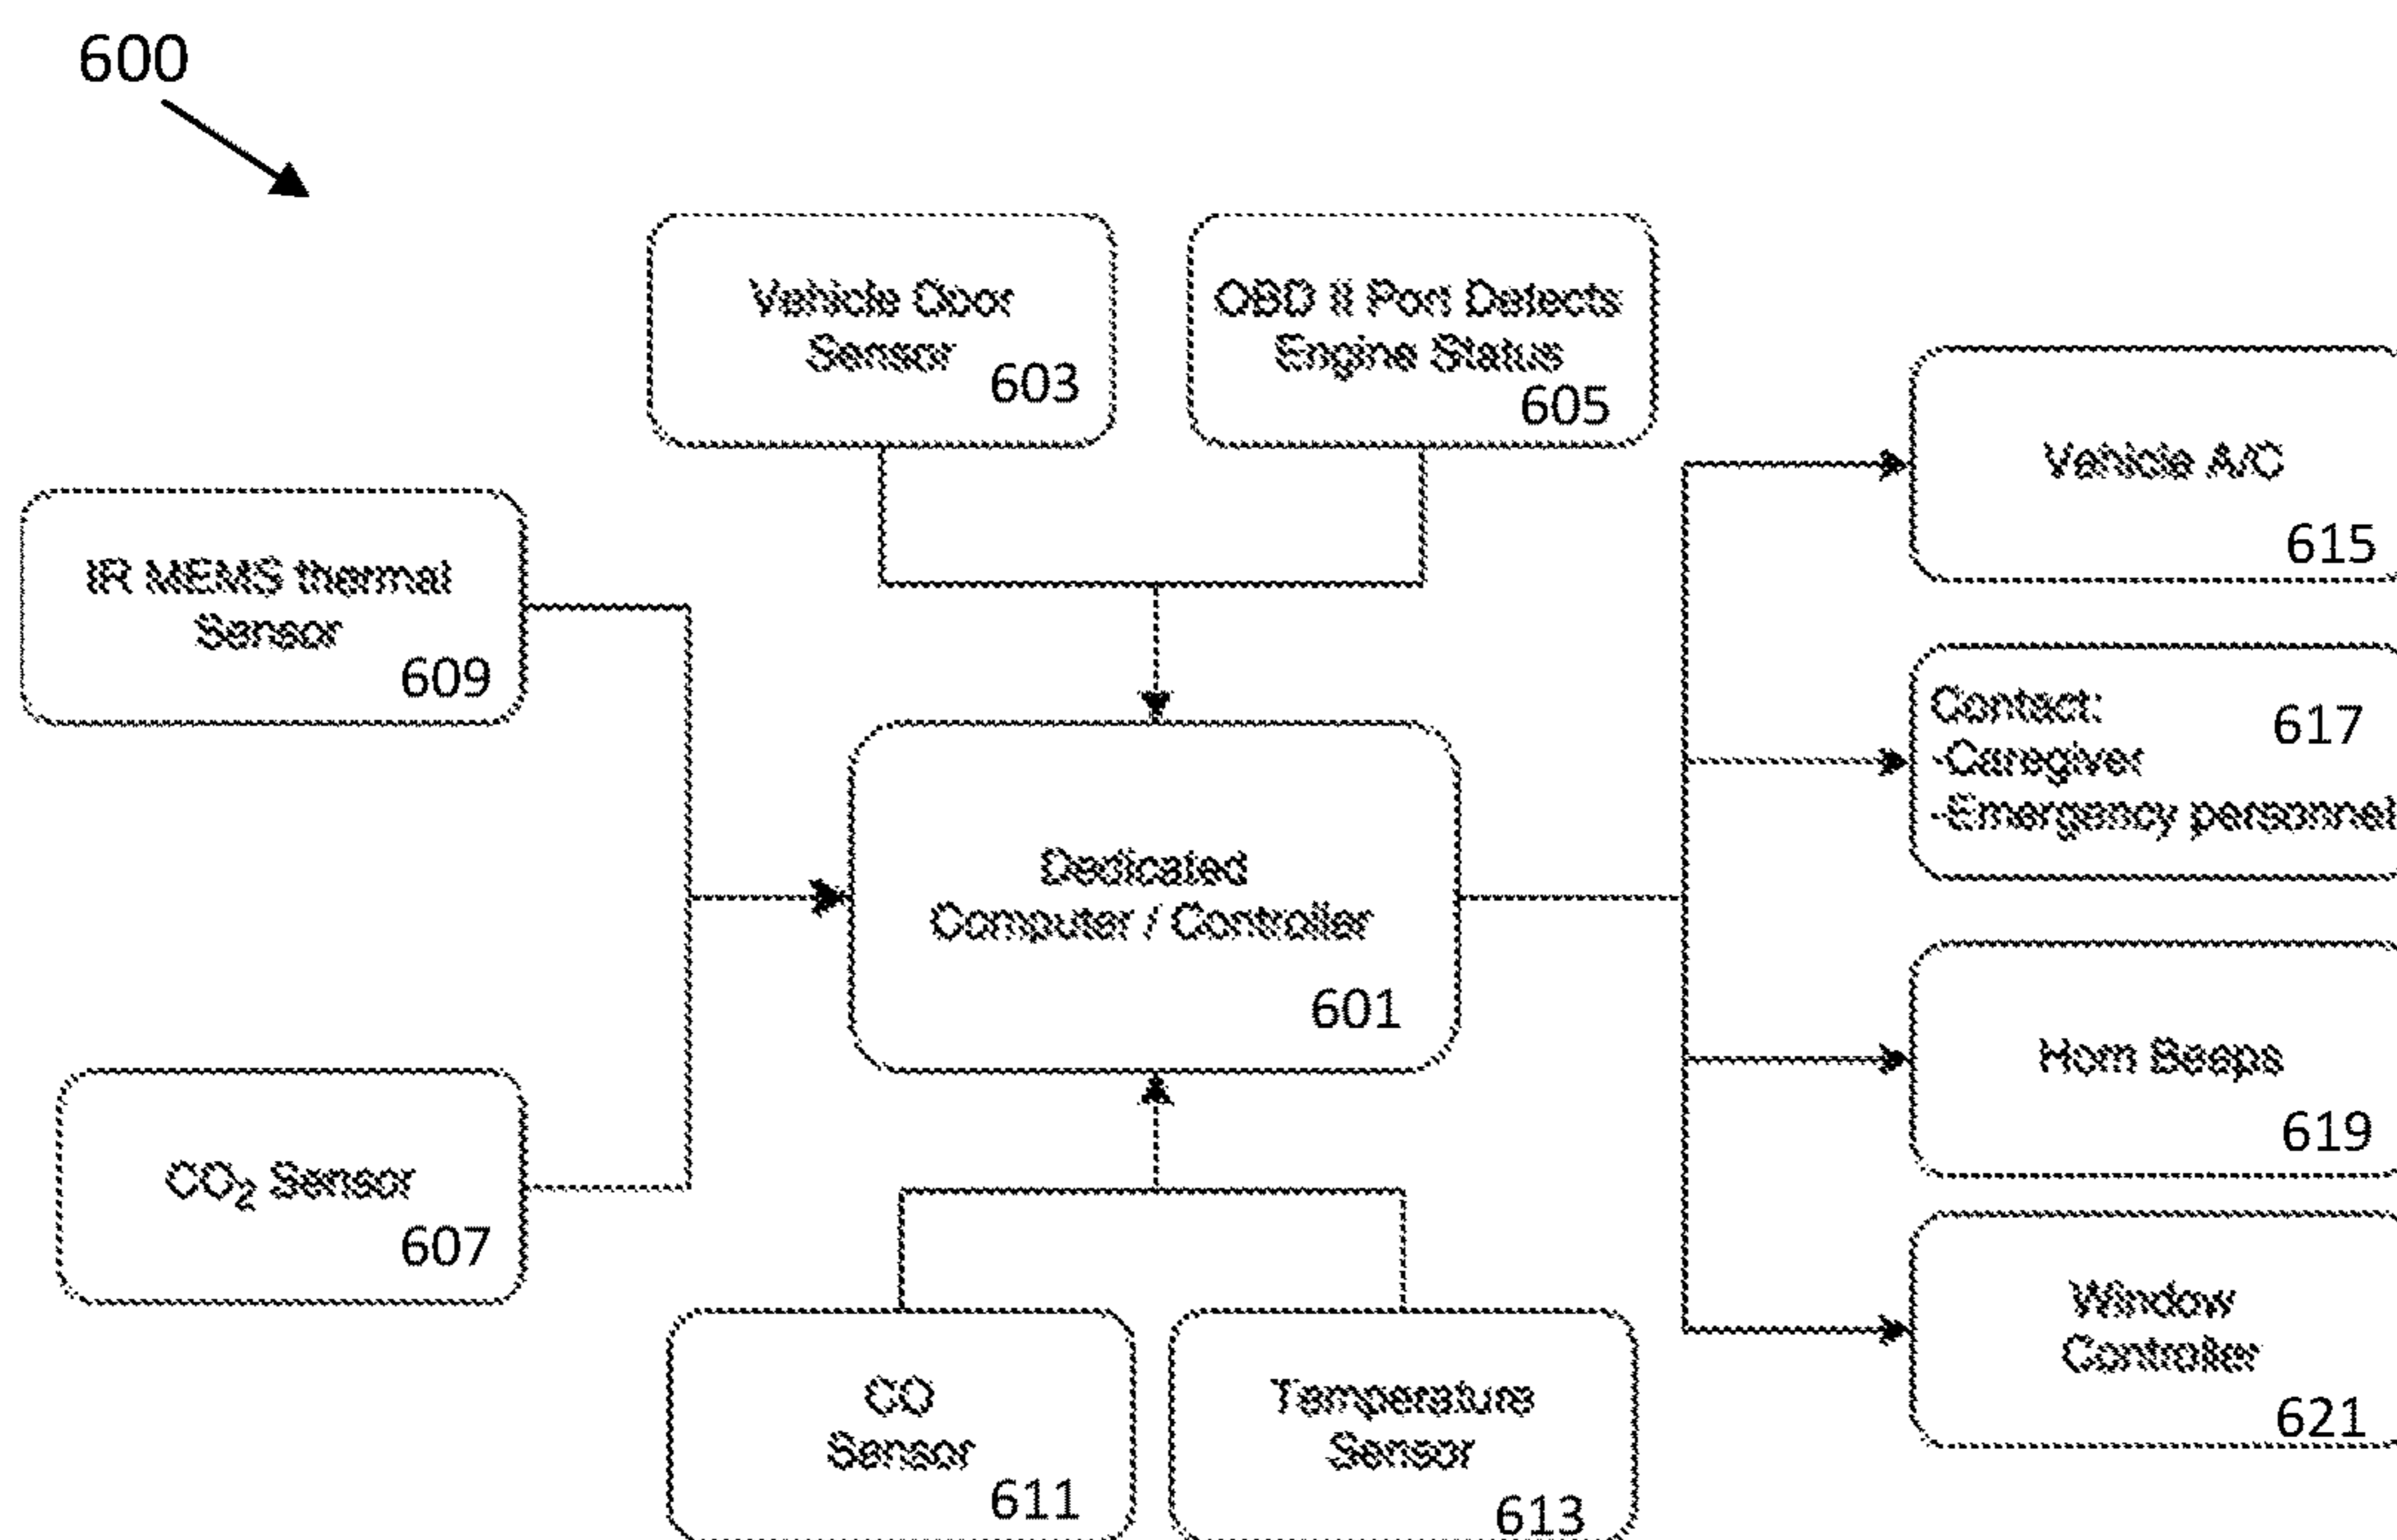 600
Vehicle Door
Sensor
603
OBD II Port Detects
Engine Status
605
IR MEMS thermal
Sensor
609
Vehicle A/C
615
Contact:
617
-Caregiver
-Emergency personnel
Dedicated
Computer / Controller
601
Horn Beeps
619
CO₂ Sensor
607
Window
Controller
621
CO
Sensor
611
Temperature
Sensor
613